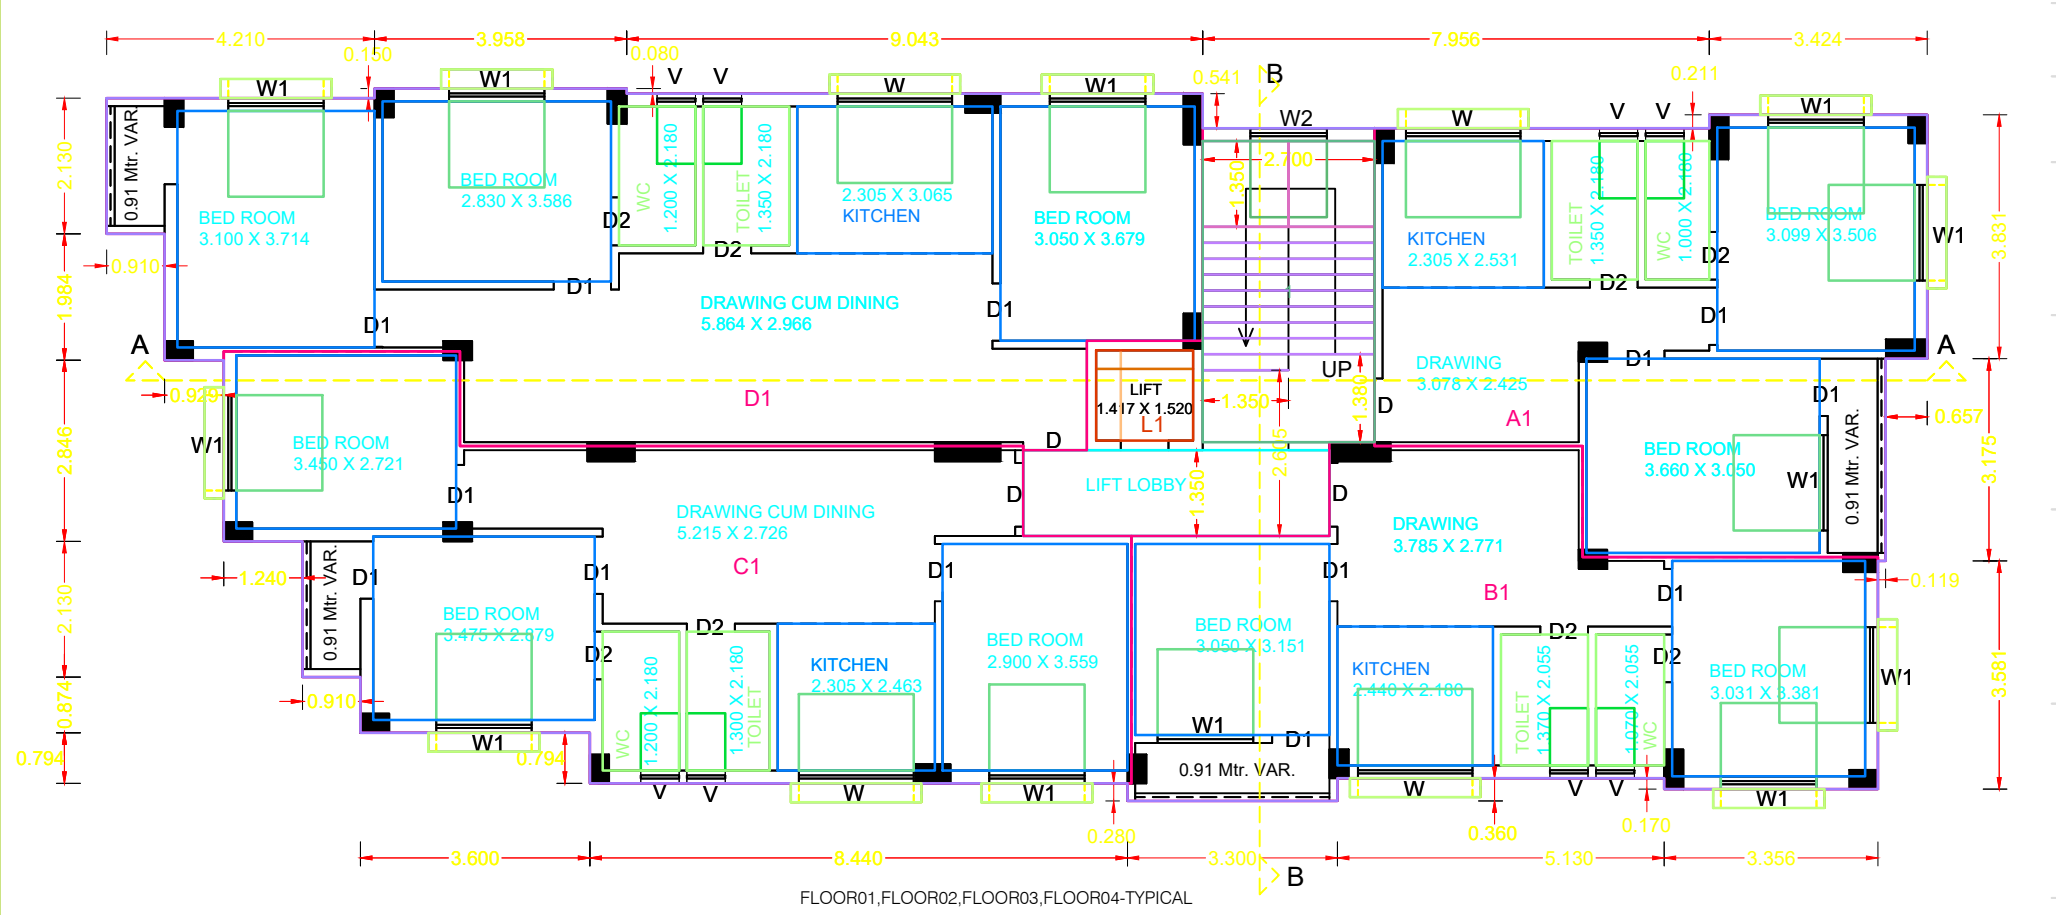 4.210
3.958
9.043
7.956
3.424
0.150
0.080
0.541
0.211
B
W1
W1
V
V
W
W1
W2
W
V
V
W1
2.130
0.91 Mtr. VAR.
BED ROOM
3.100 X 3.714
BED ROOM
2.830 X 3.586
D2
WC
1.200 X 2.180
TOILET
1.350 X 2.180
D2
2.305 X 3.065
KITCHEN
BED ROOM
3.050 X 3.679
2.700
1.350
KITCHEN
2.305 X 2.531
TOILET
1.350 X 2.180
WC
1.000 X 2.180
D2
D2
BED ROOM
3.099 X 3.506
W1
3.831
0.910
1.984
D1
D1
DRAWING CUM DINING
5.864 X 2.966
D1
D1
A
A
UP
DRAWING
3.078 X 2.425
D1
0.929
D1
LIFT
1.417 X 1.520
L1
1.350
1.380
D
A1
D1
0.657
2.846
W1
BED ROOM
3.450 X 2.721
D
2.605
BED ROOM
3.660 X 3.050
W1
0.91 Mtr. VAR.
3.175
D1
DRAWING CUM DINING
5.215 X 2.726
D
LIFT LOBBY
1.350
D
DRAWING
3.785 X 2.771
1.240
0.91 Mtr. VAR.
D1
D1
C1
D1
D1
B1
D1
0.119
2.130
BED ROOM
3.475 X 2.879
D2
D2
WC
1.200 X 2.180
1.300 X 2.180
TOILET
KITCHEN
2.305 X 2.463
BED ROOM
2.900 X 3.559
BED ROOM
3.050 X 3.151
KITCHEN
2.440 X 2.180
D2
TOILET
1.370 X 2.055
1.070 X 2.055
WC
D2
BED ROOM
3.031 X 3.381
W1
3.581
0.910
0.874
W1
0.794
0.794
W1
D1
0.91 Mtr. VAR.
V
V
W
W1
W
V
V
W1
0.280
0.360
0.170
3.600
8.440
3.300
5.130
3.356
B
FLOOR01,FLOOR02,FLOOR03,FLOOR04-TYPICAL